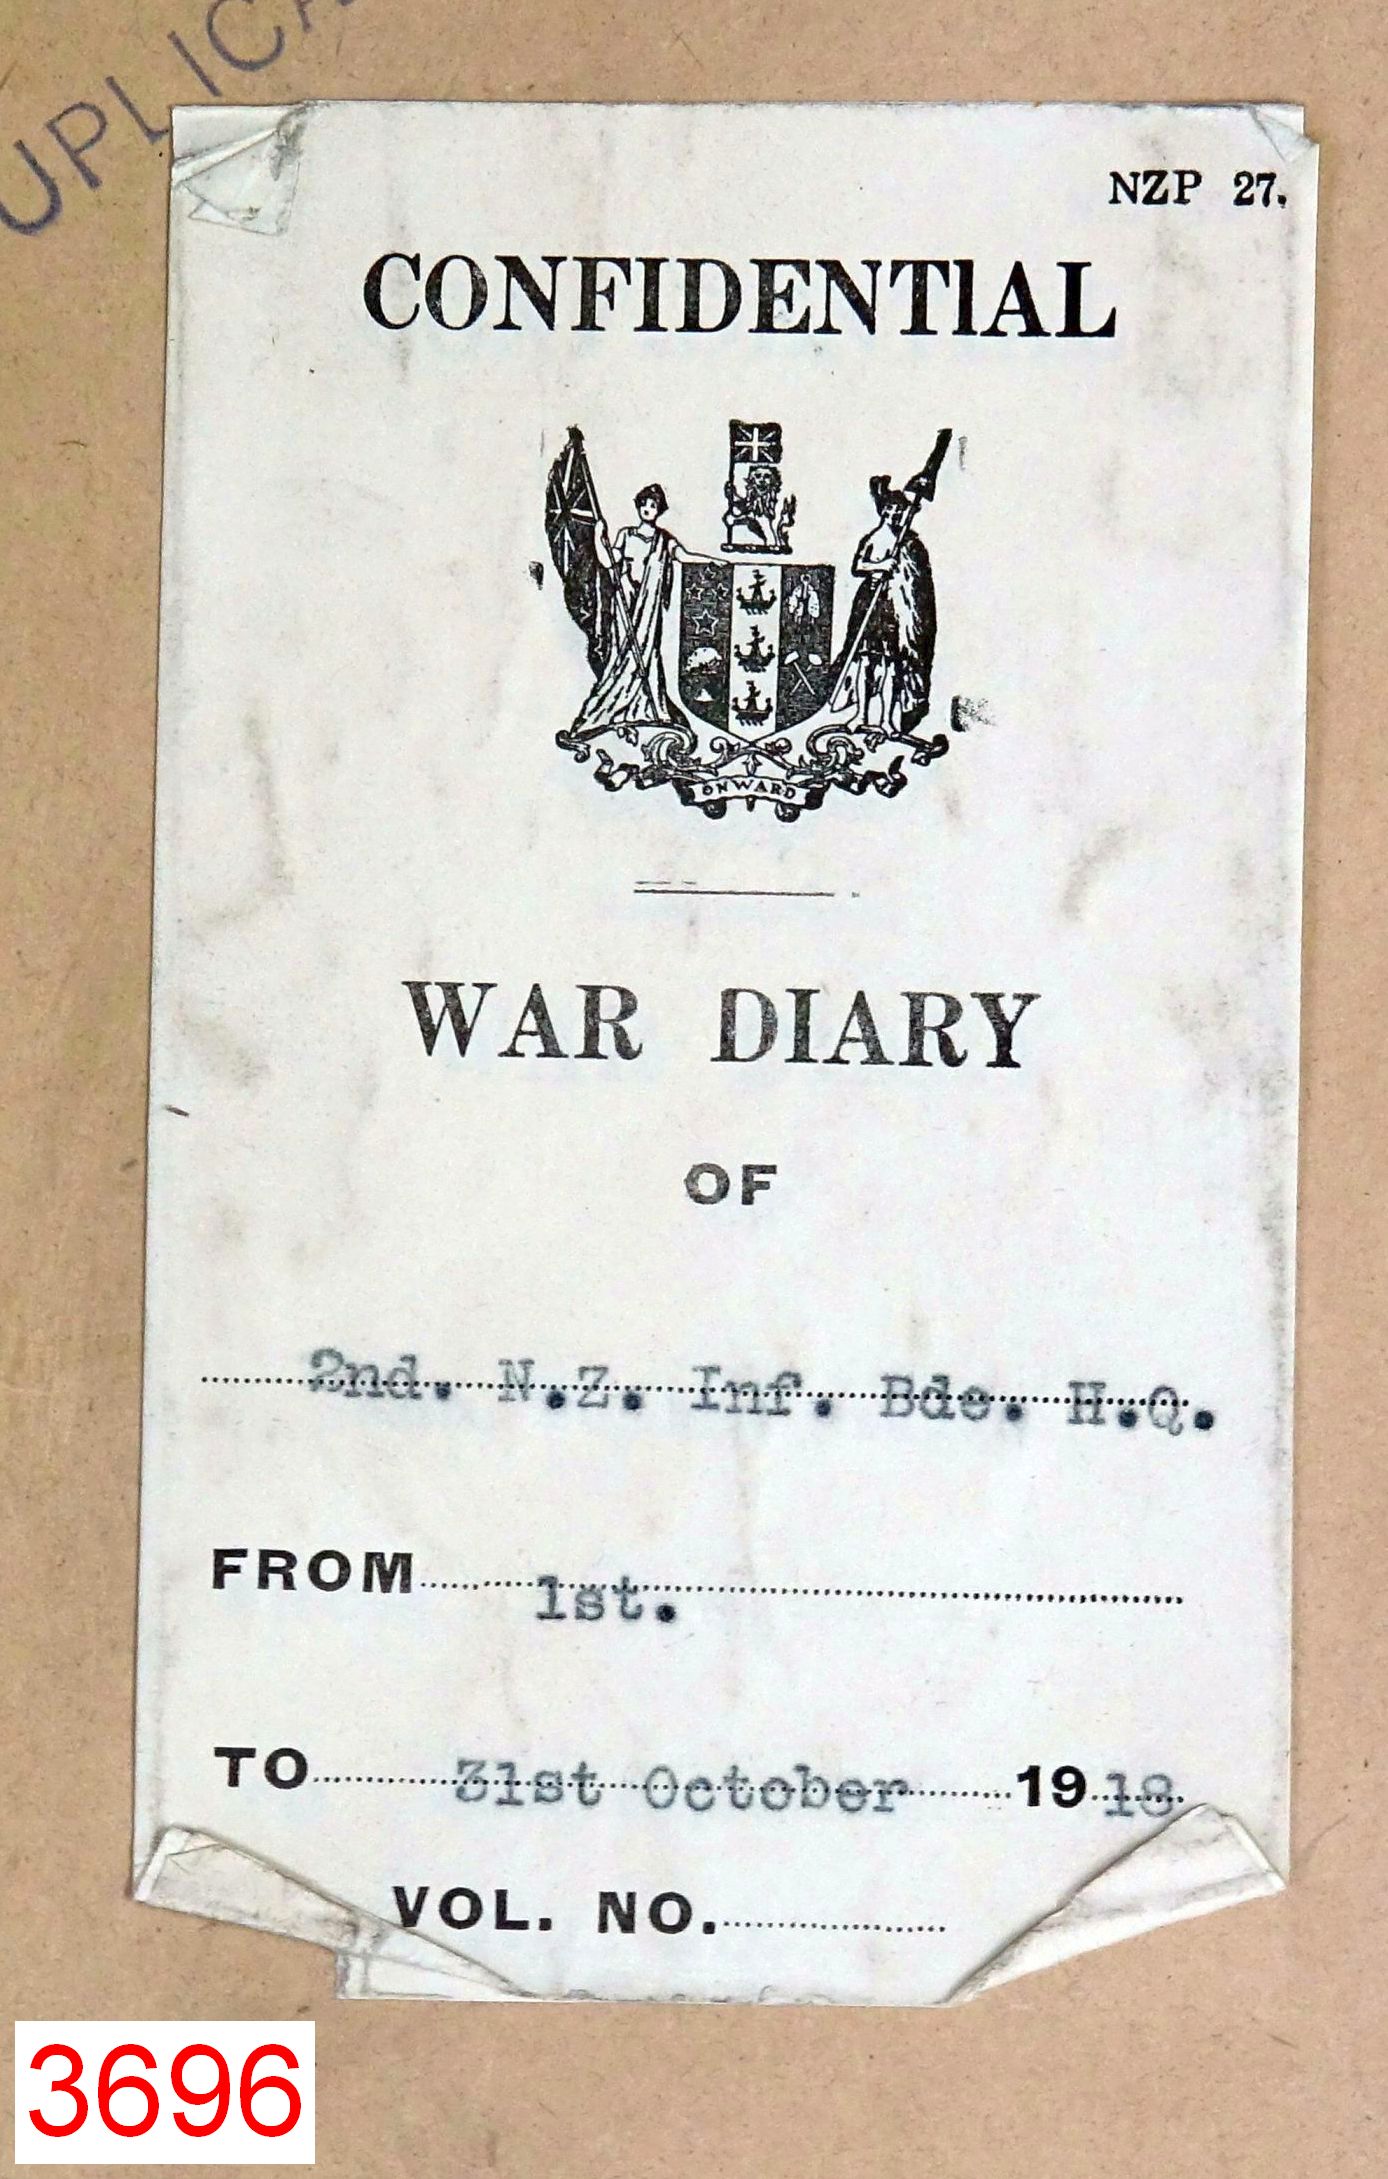 UPLICA
NZP 27.
CONFIDENTIAL
ONWARD
WAR DIARY
OF
2nd. N.Z. Inf. Bde. H.Q.
FROM 1st.
TO 31st October 1918
VOL. NO.
3696